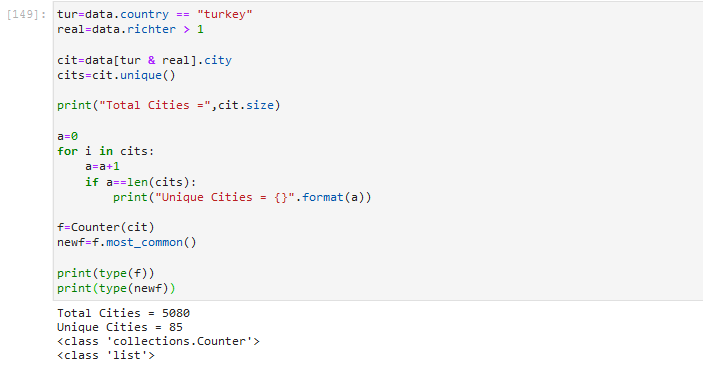 [149]: tur=data.country == "turkey"
real=data.richter > 1
cit=data[tur & real].city
cits=cit.unique()
print("Total Cities =",cit.size)
a=0
for i in cits:
    a=a+1
    if a==len(cits):
        print("Unique Cities = {}".format(a))
f=Counter(cit)
newf=f.most_common()
print(type(f))
print(type(newf))
Total Cities = 5080
Unique Cities = 85
<class 'collections.Counter'>
<class 'list'>